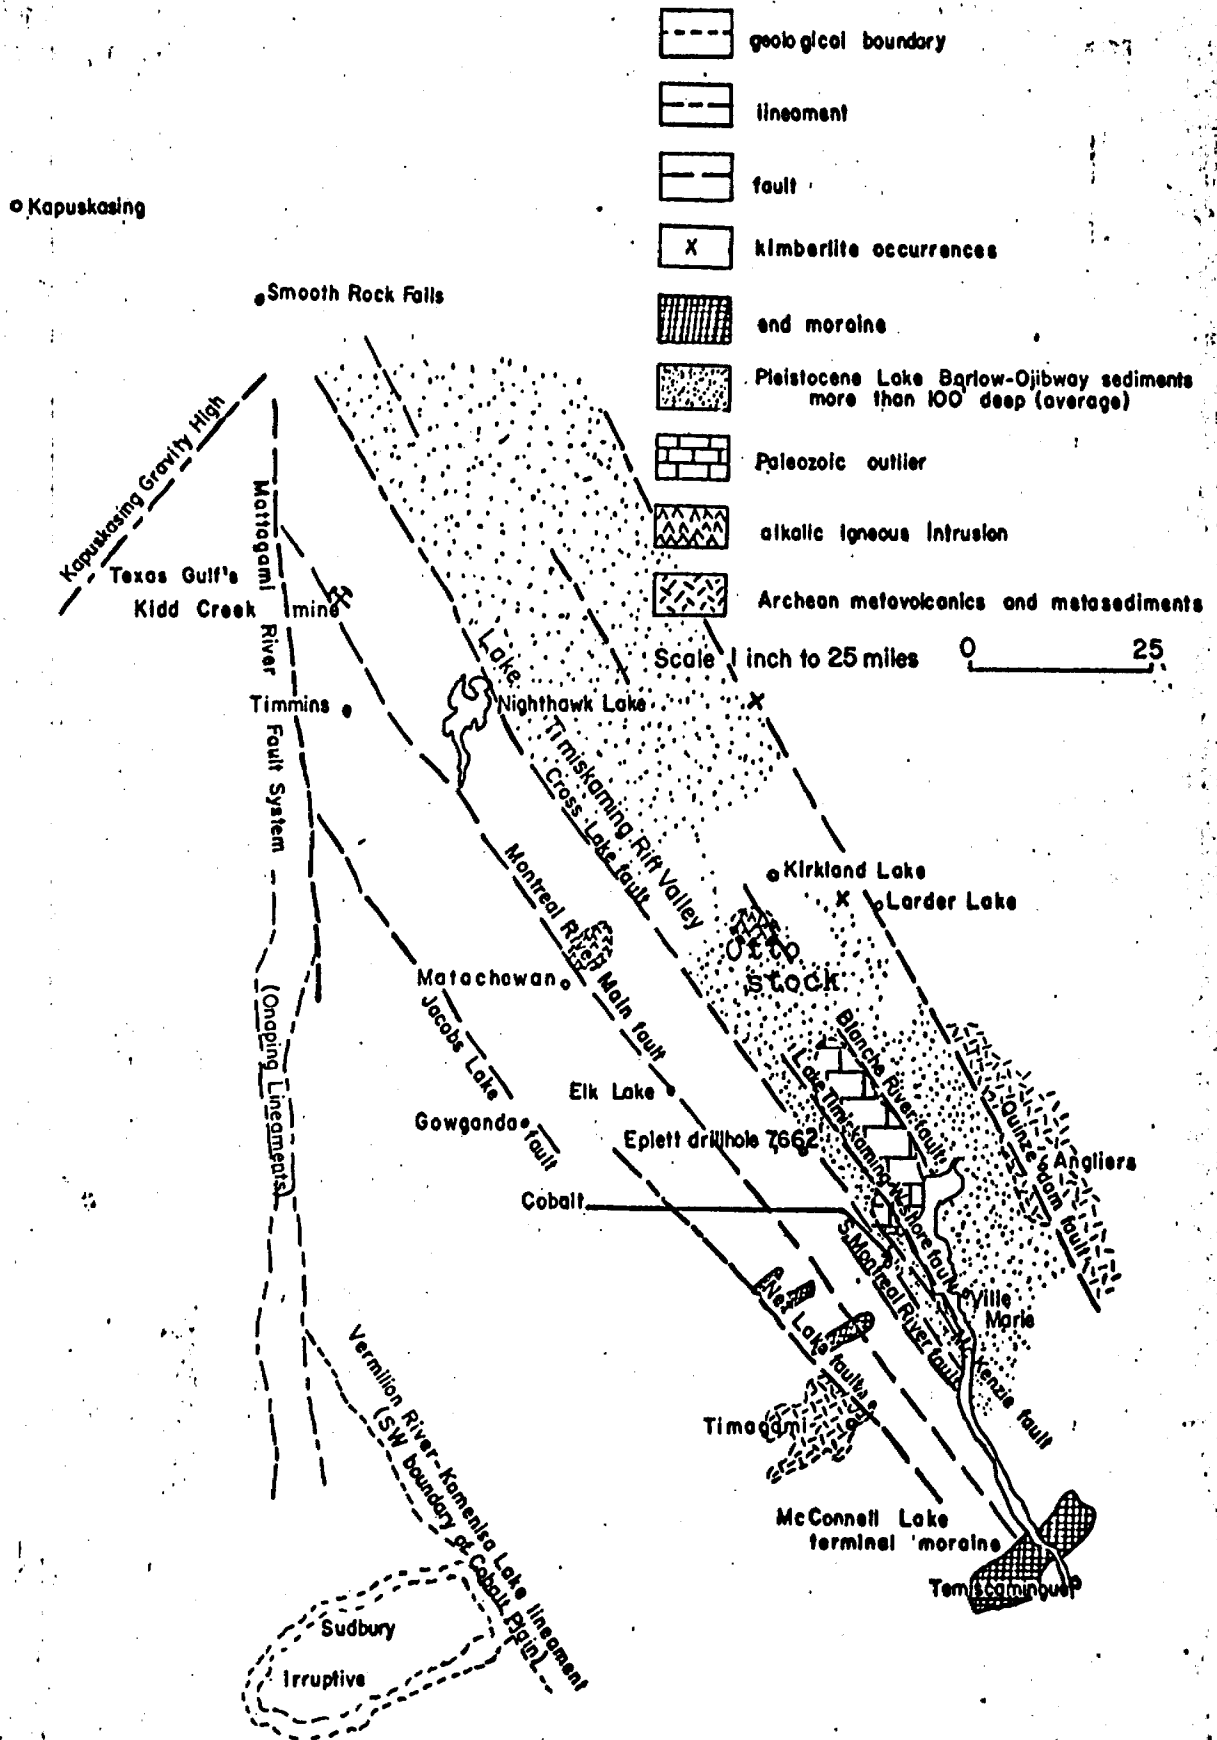 geological boundary
lineament
fault
x
kimberlite occurrences
end moraine
Pleistocene Lake Barlow-Ojibway sediments
more than 100' deep (average)
Paleozoic outlier
alkalic Igneous Intrusion
Archean metavolcanics and metasediments
Scale 1 inch to 25 miles
0
25
Kapuskasing
Smooth Rock Falls
Kapuskasing Gravity High
Texas Gulf's
Kidd Creek mine
Mattagami River Fault System
(Onaping Lineaments)
Timmins
Nighthawk Lake
Lake Timiskaming Rift Valley
Cross Lake fault
x
Kirkland Lake
x
Larder Lake
Otto
Stock
Montreal River Main fault
Matachewan
Jacobs Lake
fault
Elk Lake
Gowganda
Eplett drillhole 7662
Cobalt
Blanche River fault
Lake Timiskaming W. shore fault
Quinze dam fault
Angliers
S. Montreal River fault
Ville
Marie
McKenzie fault
Net Lake fault
Timagami
McConnell Lake
terminal moraine
Temiscamingue
Vermilion River-Kamenisa Lake lineament
(SW boundary of Cobalt Plain)
Sudbury
Irruptive